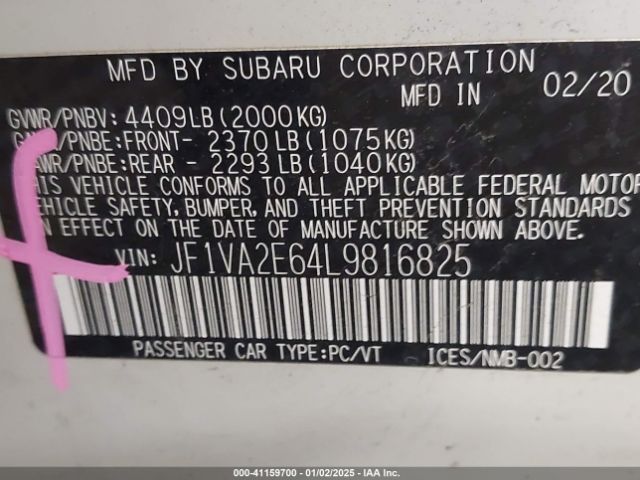 MFD BY SUBARU CORPORATION
MFD IN 02/20
GVWR/PNBV: 4409LB(2000KG)
/PNBE:FRONT- 2370 LB(1075KG)
/PNBE:REAR - 2293 LB(1040KG)
THIS VEHICLE CONFORMS TO ALL APPLICABLE FEDERAL MOTOR
VEHICLE SAFETY, BUMPER, AND THEFT PREVENTION STANDARDS
IN EFFECT ON THE DATE OF MANUFACTURE SHOWN ABOVE.
VIN: JF1VA2E64L9816825
PASSENGER CAR TYPE:PC/VT ICES/NMB-002
000-41159700 - 01/02/2025 - IAA Inc.